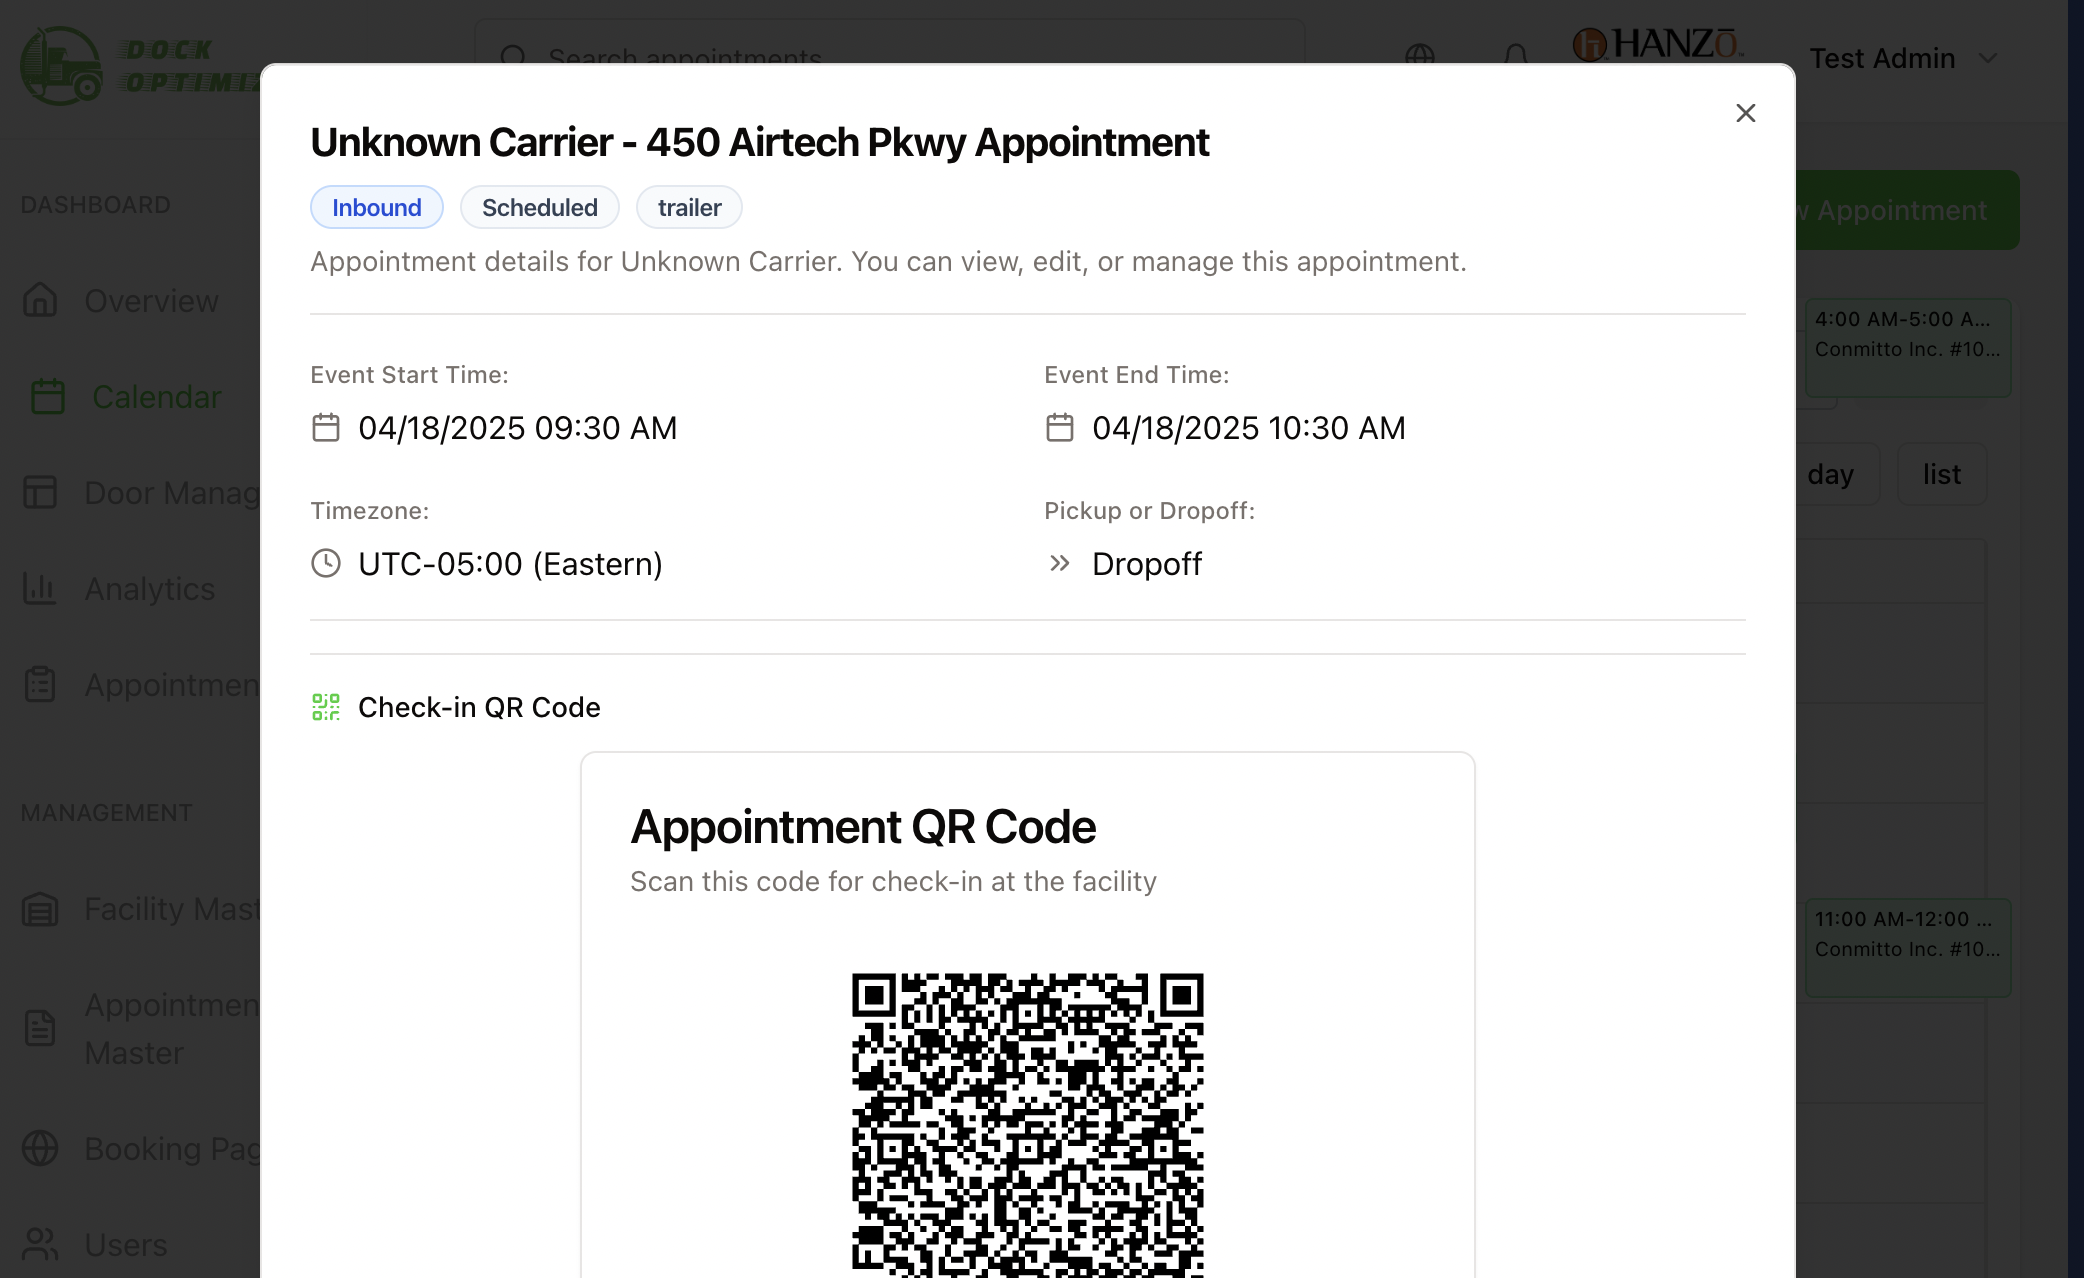 DOCK
Search appointments
HANZō
Test Admin
Unknown Carrier - 450 Airtech Pkwy Appointment
Inbound
Scheduled
trailer
Appointment details for Unknown Carrier. You can view, edit, or manage this appointment.
Event Start Time:
04/18/2025 09:30 AM
Event End Time:
04/18/2025 10:30 AM
Timezone:
UTC-05:00 (Eastern)
Pickup or Dropoff:
Dropoff
Check-in QR Code
Appointment QR Code
Scan this code for check-in at the facility
DASHBOARD
Overview
Calendar
Door Manag
Analytics
Appointmen
MANAGEMENT
Facility Mast
Appointmen
Master
Booking Pag
Users
w Appointment
4:00 AM-5:00 A...
Conmitto Inc. #10...
day
list
11:00 AM-12:00 ...
Conmitto Inc. #10...